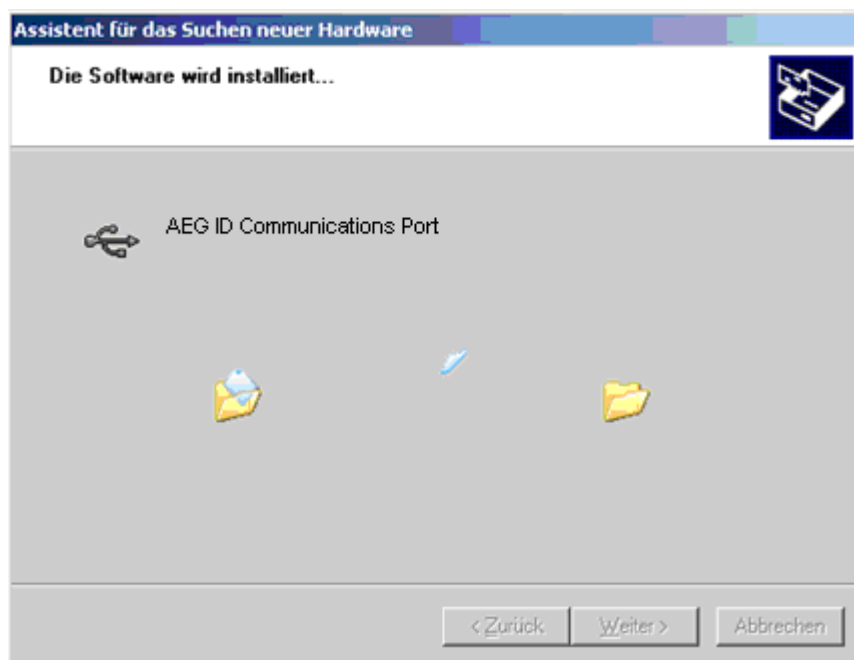 Assistent für das Suchen neuer Hardware
Die Software wird installiert...
AEG ID Communications Port
< Zurück
Weiter >
Abbrechen